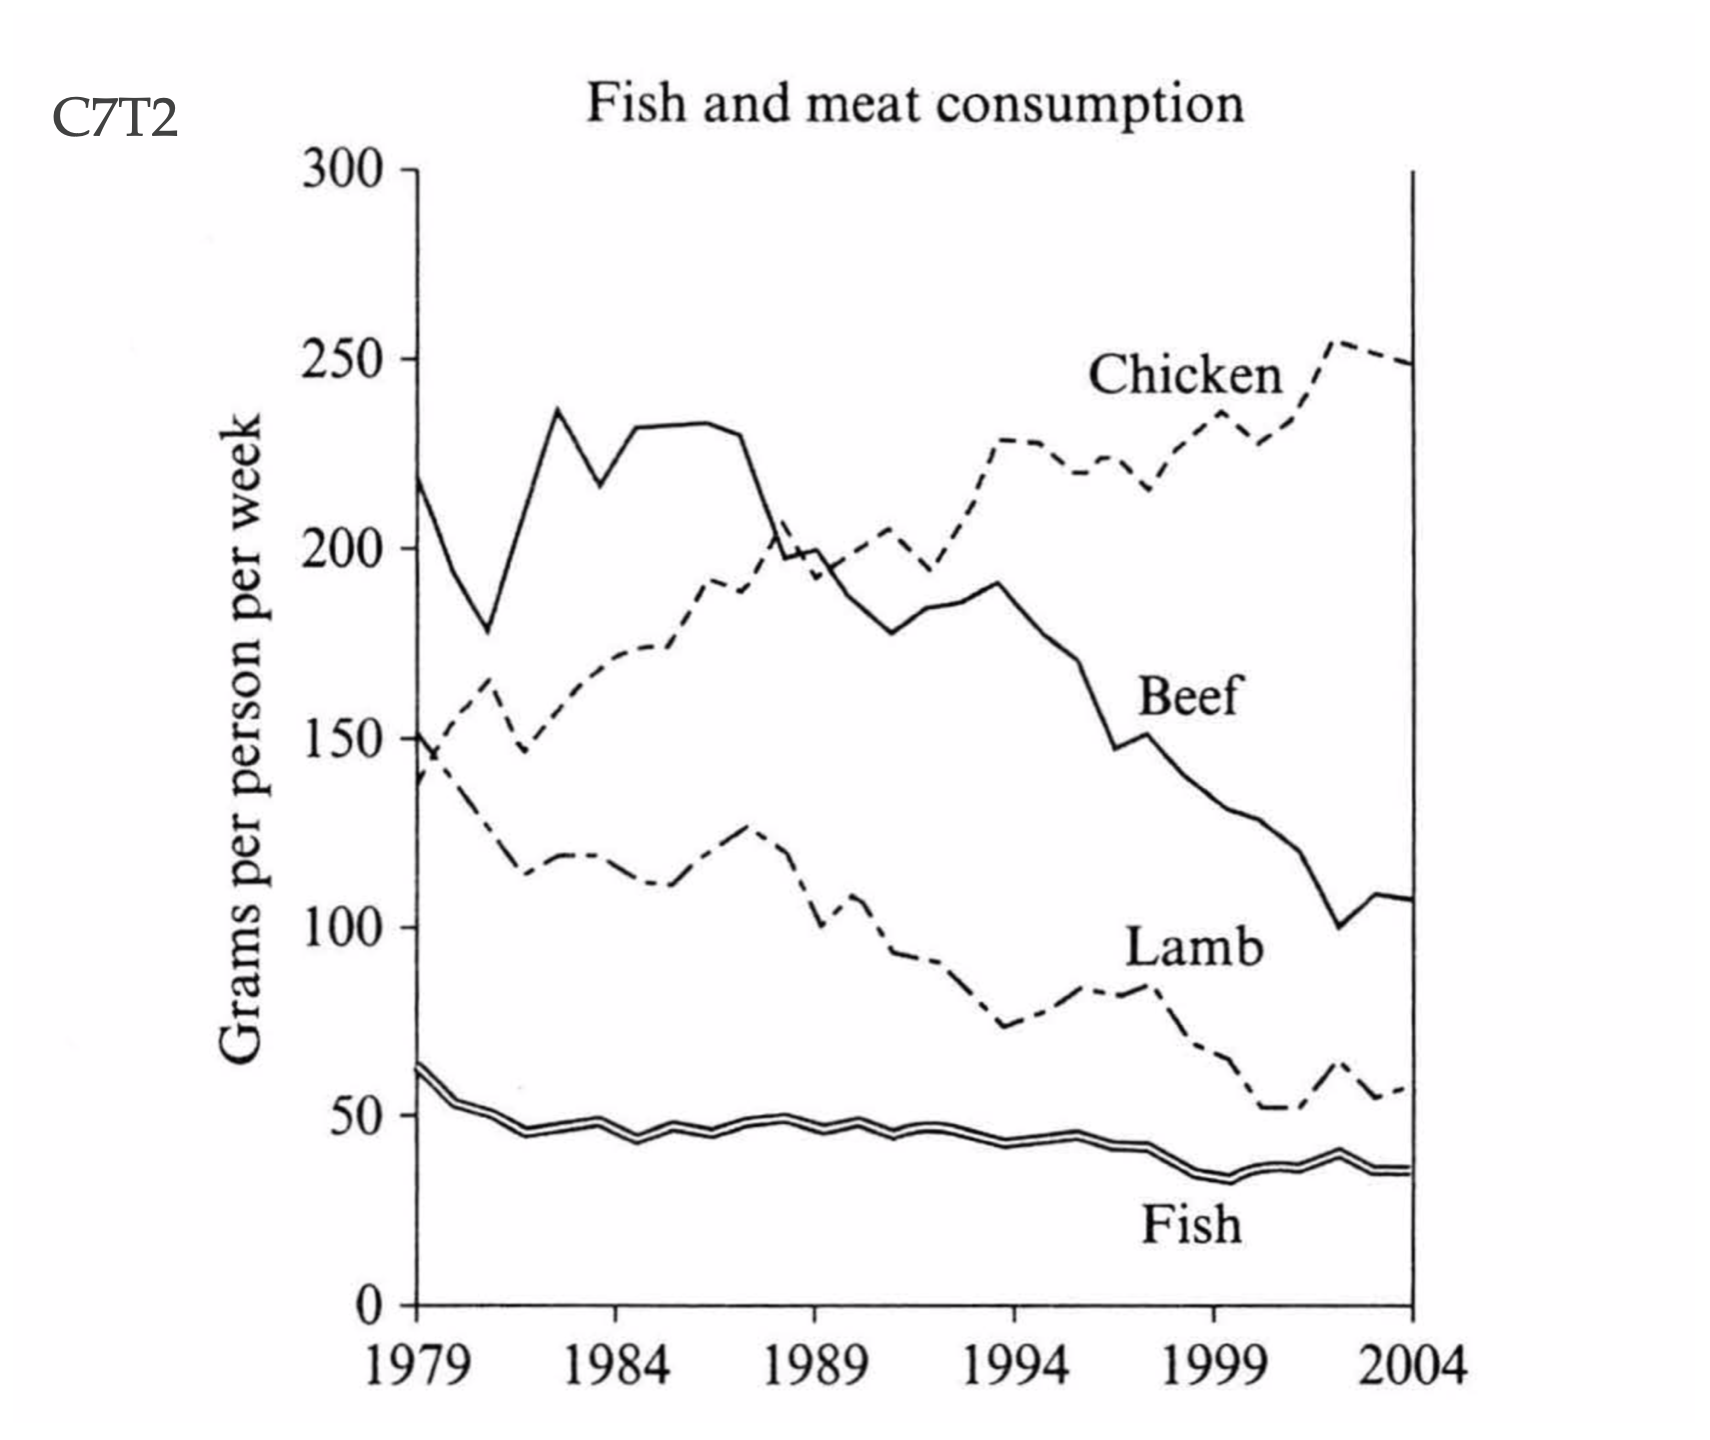 C7T2
Fish and meat consumption
Grams per person per week
300
250
200
150
100
50
0
Chicken
Beef
Lamb
Fish
1979 1984 1989 1994 1999 2004